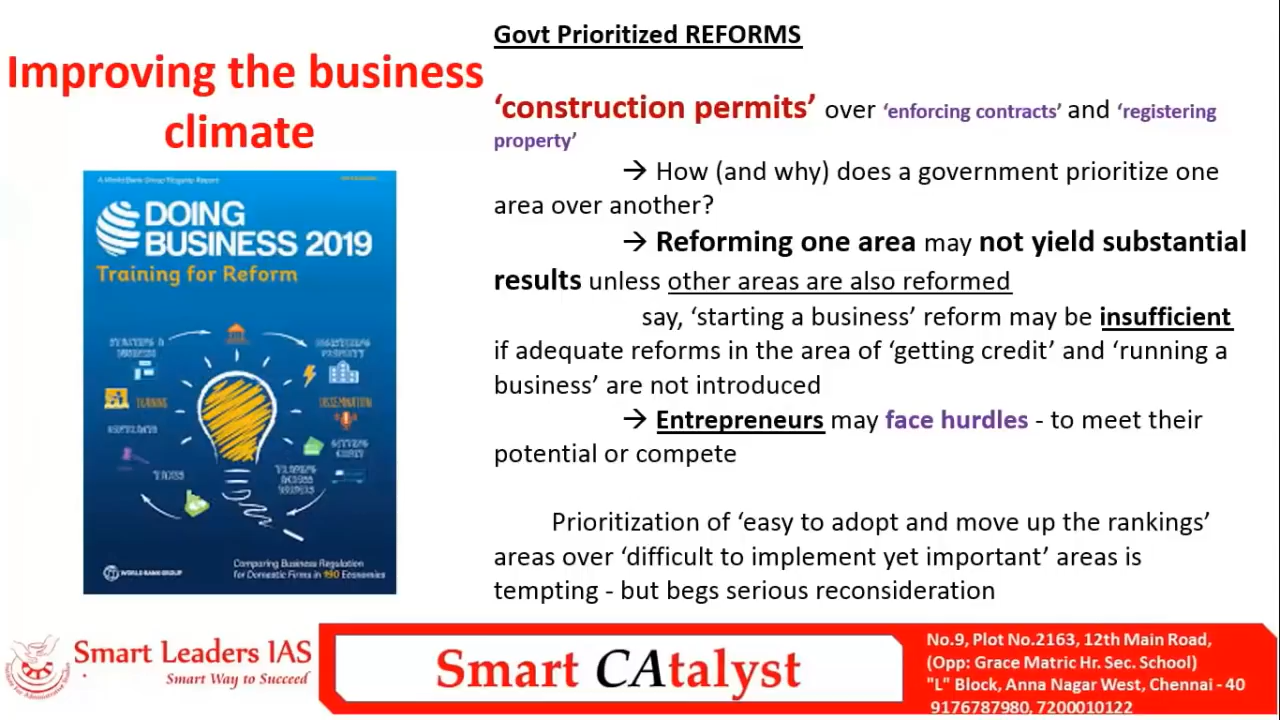 Improving the business
climate
A World Bank Group Flagship Report
DOING
BUSINESS 2019
Training for Reform
TRAINING
TAXES
WORLD BANK GROUP
Comparing Business Regulation
for Domestic Firms in 190 Economies
Govt Prioritized REFORMS
‘construction permits’ over ‘enforcing contracts’ and ‘registering
property’
→ How (and why) does a government prioritize one
area over another?
→ Reforming one area may not yield substantial
results unless other areas are also reformed
say, ‘starting a business’ reform may be insufficient
if adequate reforms in the area of ‘getting credit’ and ‘running a
business’ are not introduced
→ Entrepreneurs may face hurdles - to meet their
potential or compete
Prioritization of ‘easy to adopt and move up the rankings’
areas over ‘difficult to implement yet important’ areas is
tempting - but begs serious reconsideration
Smart Leaders IAS
Smart Way to Succeed
Smart CAtalyst
No.9, Plot No.2163, 12th Main Road,
(Opp: Grace Matric Hr. Sec. School)
"L" Block, Anna Nagar West, Chennai - 40
9176787980, 7200010122